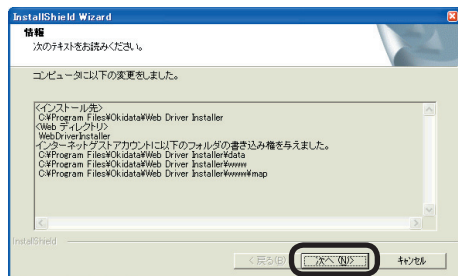 InstallShield Wizard
情報
次のテキストをお読みください。
コンピュータに以下の変更をしました。
<インストール先>
C:¥Program Files¥Okidata¥Web Driver Installer
<Web ディレクトリ>
WebDriverInstaller
インターネットゲストアカウントに以下のフォルダの書き込み権を与えました。
C:¥Program Files¥Okidata¥Web Driver Installer¥data
C:¥Program Files¥Okidata¥Web Driver Installer¥www
C:¥Program Files¥Okidata¥Web Driver Installer¥www¥map
InstallShield
< 戻る(B) 次へ (N)> キャンセル